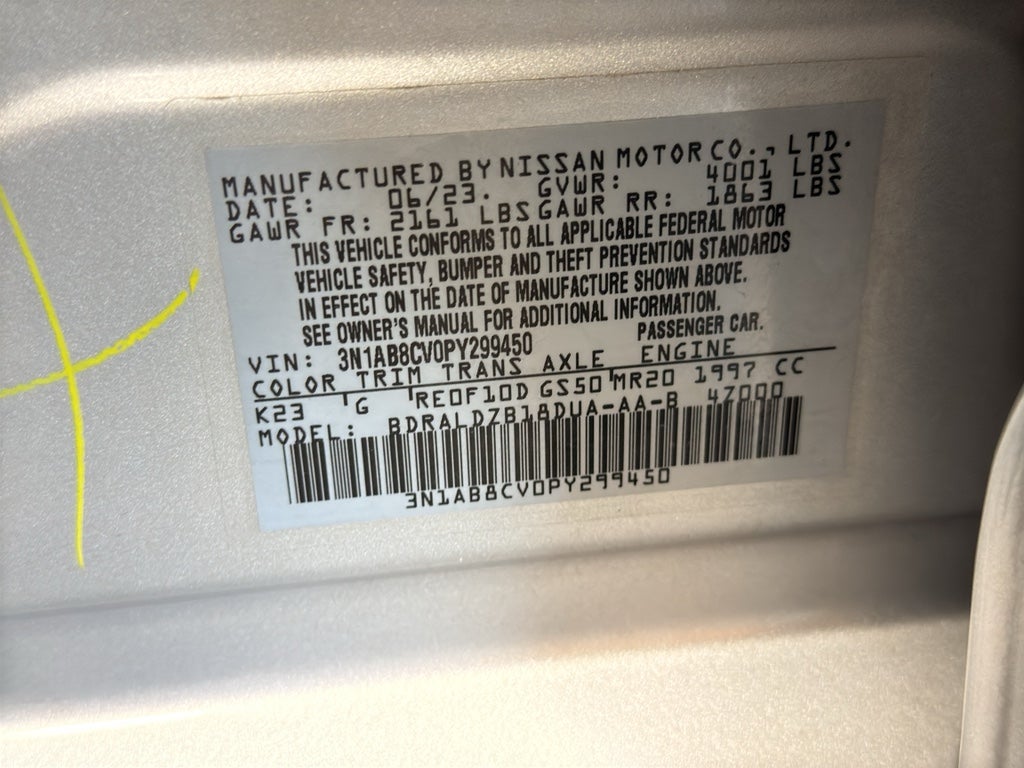 MANUFACTURED BY NISSAN MOTOR CO., LTD.
DATE: 06/23. GVWR: 4001 LBS
GAWR FR: 2161 LBS GAWR RR: 1863 LBS
THIS VEHICLE CONFORMS TO ALL APPLICABLE FEDERAL MOTOR
VEHICLE SAFETY, BUMPER AND THEFT PREVENTION STANDARDS
IN EFFECT ON THE DATE OF MANUFACTURE SHOWN ABOVE.
SEE OWNER'S MANUAL FOR ADDITIONAL INFORMATION.
VIN: 3N1AB8CV0PY299450 PASSENGER CAR.
COLOR TRIM TRANS AXLE ENGINE
K23 G RE0F10D GS50 MR20 1997 CC
MODEL: BDRALDZB18DUA-AA-B 47000
3N1AB8CV0PY299450